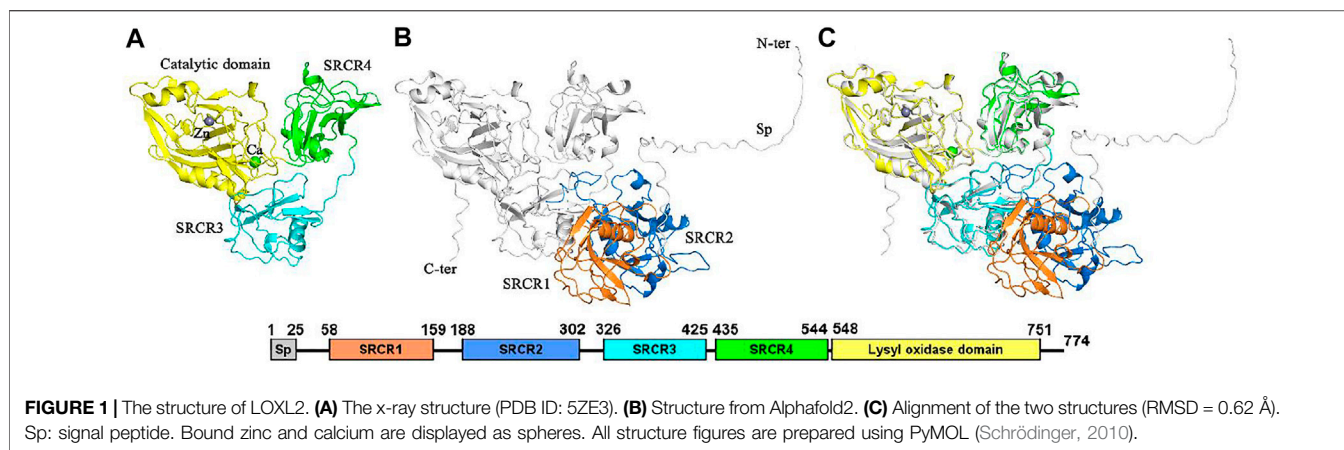 A
B
C
Catalytic domain
SRCR4
Zn
Ca
SRCR3
N-ter
Sp
C-ter
SRCR1
SRCR2
1 25 58 159 188 302 326 425 435 544 548 751
Sp SRCR1 SRCR2 SRCR3 SRCR4 Lysyl oxidase domain 774
FIGURE 1 | The structure of LOXL2. (A) The x-ray structure (PDB ID: 5ZE3). (B) Structure from Alphafold2. (C) Alignment of the two structures (RMSD = 0.62 Å).
Sp: signal peptide. Bound zinc and calcium are displayed as spheres. All structure figures are prepared using PyMOL (Schrödinger, 2010).